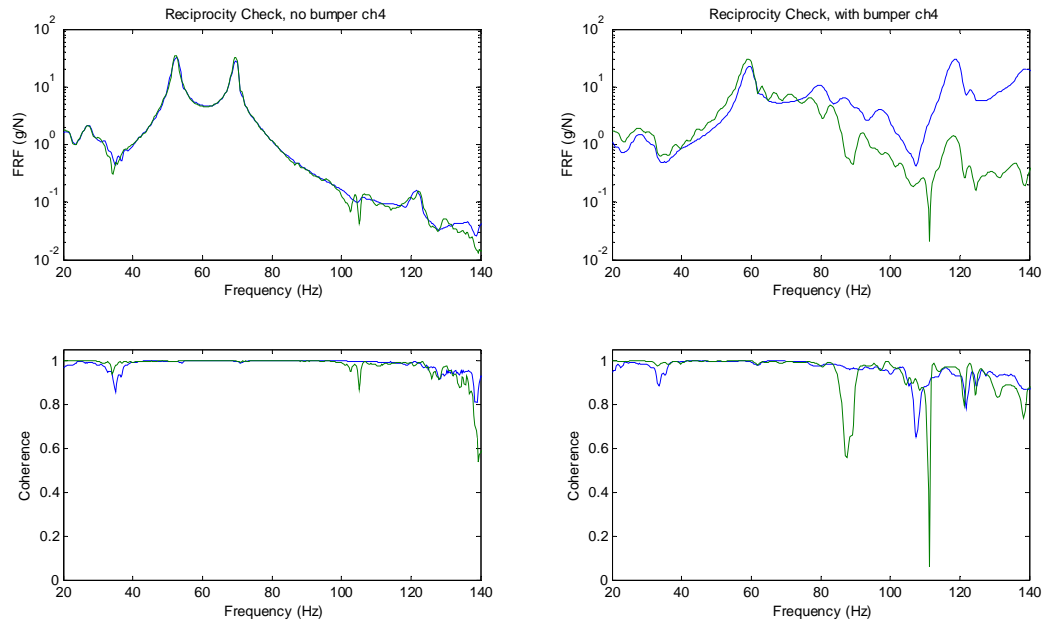 Reciprocity Check, no bumper ch4
10^2
10^1
10^0
10^-1
10^-2
FRF (g/N)
20 40 60 80 100 120 140
Frequency (Hz)
Reciprocity Check, with bumper ch4
10^2
10^1
10^0
10^-1
10^-2
FRF (g/N)
20 40 60 80 100 120 140
Frequency (Hz)
1
0.8
0.6
0.4
0.2
0
Coherence
20 40 60 80 100 120 140
Frequency (Hz)
1
0.8
0.6
0.4
0.2
0
Coherence
20 40 60 80 100 120 140
Frequency (Hz)